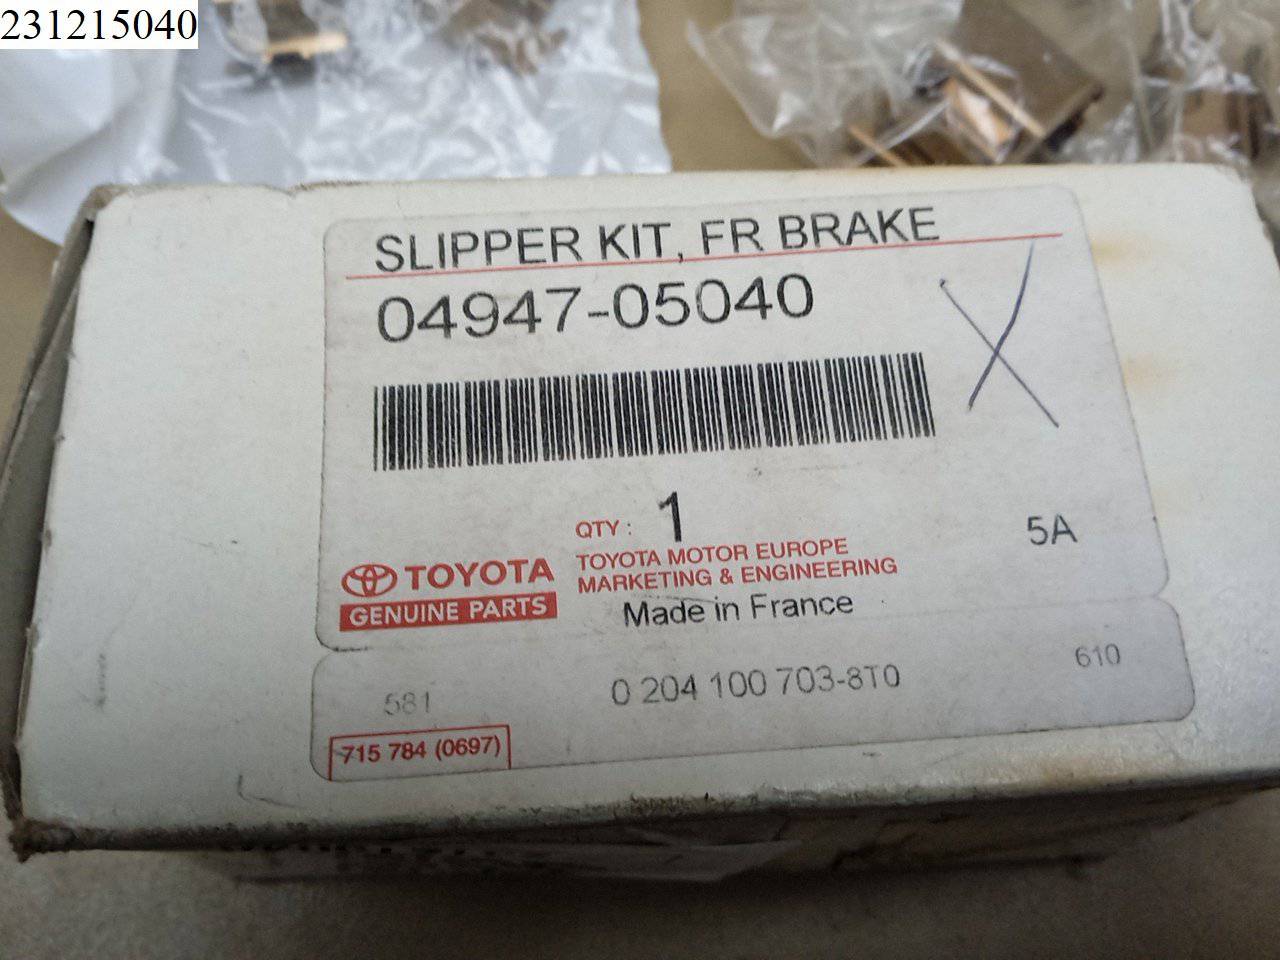 231215040
SLIPPER KIT, FR BRAKE
04947-05040
QTY : 1
5A
TOYOTA
GENUINE PARTS
TOYOTA MOTOR EUROPE
MARKETING & ENGINEERING
Made in France
581
0 204 100 703-8T0
610
715 784 (0697)